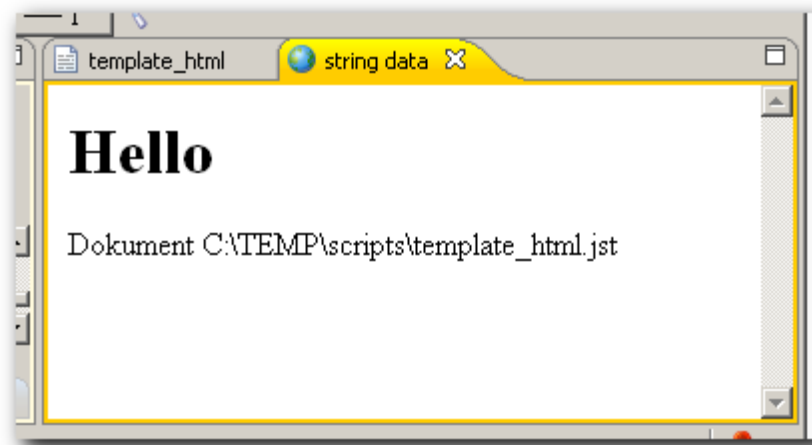 template_html
string data
Hello
Dokument C:\TEMP\scripts\template_html.jst